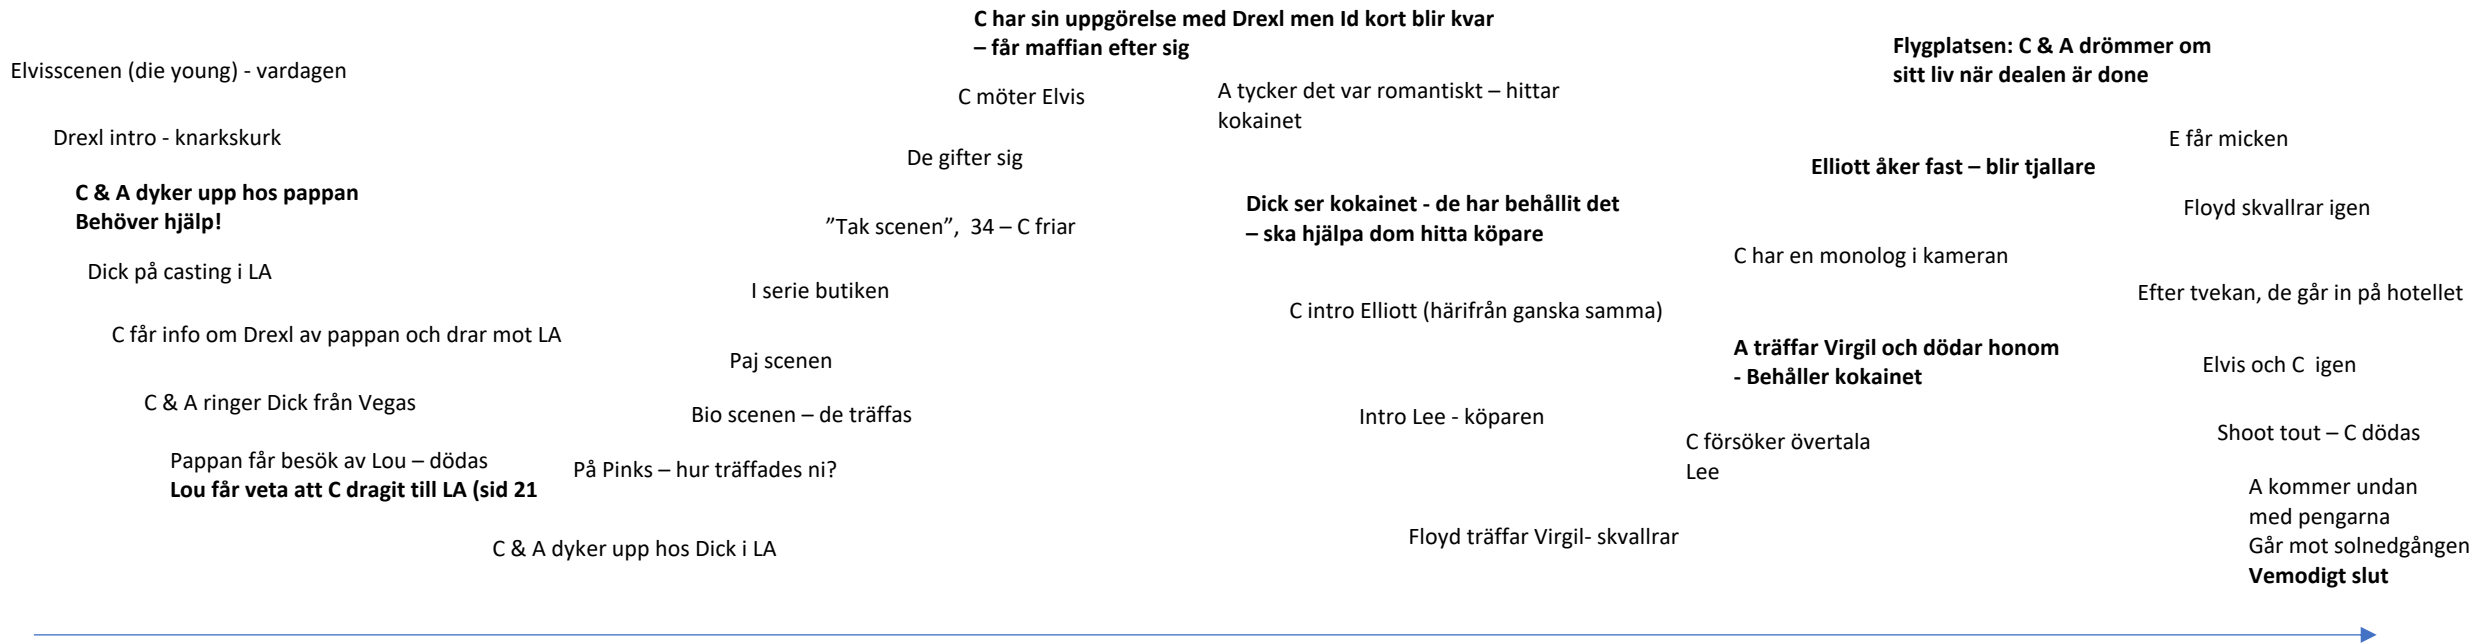 Elvisscenen (die young) - vardagen
Drexl intro - knarkskurk
C & A dyker upp hos pappan
Behöver hjälp!
Dick på casting i LA
C får info om Drexl av pappan och drar mot LA
C & A ringer Dick från Vegas
Pappan får besök av Lou – dödas
Lou får veta att C dragit till LA (sid 21
C & A dyker upp hos Dick i LA
På Pinks – hur träffades ni?
Bio scenen – de träffas
Paj scenen
I serie butiken
”Tak scenen”, 34 – C friar
De gifter sig
C möter Elvis
C har sin uppgörelse med Drexl men Id kort blir kvar
– får maffian efter sig
A tycker det var romantiskt – hittar
kokainet
Dick ser kokainet - de har behållit det
– ska hjälpa dom hitta köpare
C intro Elliott (härifrån ganska samma)
Intro Lee - köparen
Floyd träffar Virgil- skvallrar
C försöker övertala
Lee
A träffar Virgil och dödar honom
- Behåller kokainet
C har en monolog i kameran
Elliott åker fast – blir tjallare
Flygplatsen: C & A drömmer om
sitt liv när dealen är done
E får micken
Floyd skvallrar igen
Efter tvekan, de går in på hotellet
Elvis och C igen
Shoot tout – C dödas
A kommer undan
med pengarna
Går mot solnedgången
Vemodigt slut